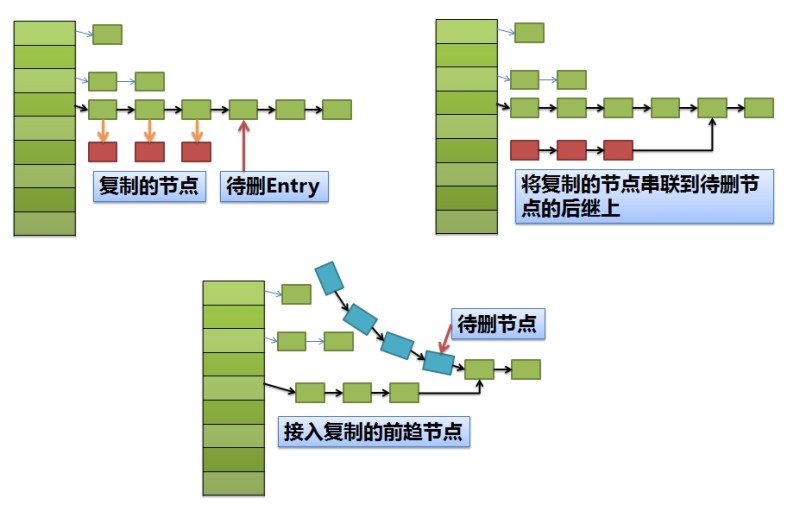 复制的节点
待删Entry
将复制的节点串联到待删节
点的后继上
待删节点
接入复制的前趋节点